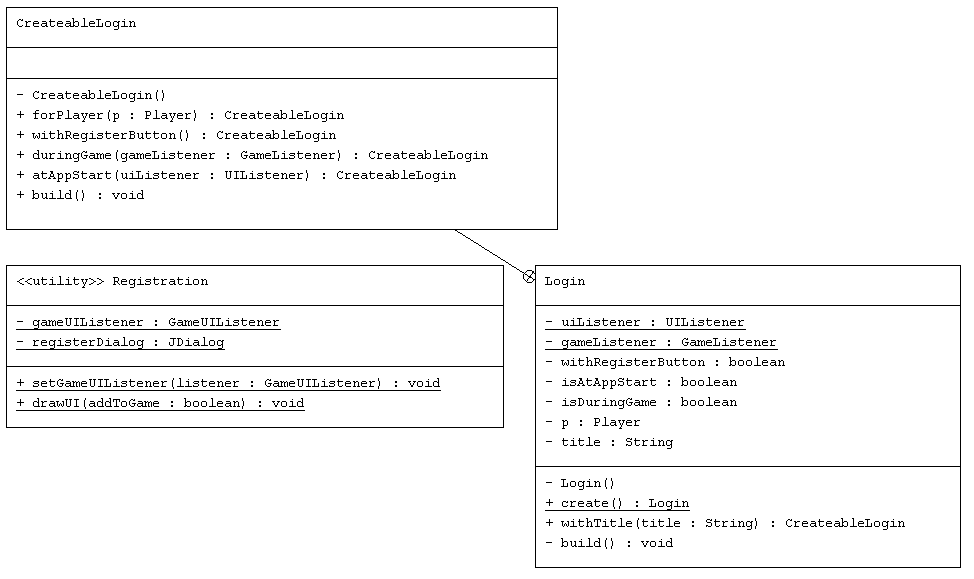 CreateableLogin
- CreateableLogin()
+ forPlayer(p : Player) : CreateableLogin
+ withRegisterButton() : CreateableLogin
+ duringGame(gameListener : GameListener) : CreateableLogin
+ atAppStart(uiListener : UIListener) : CreateableLogin
+ build() : void
<<utility>> Registration
- gameUIListener : GameUIListener
- registerDialog : JDialog
+ setGameUIListener(listener : GameUIListener) : void
+ drawUI(addToGame : boolean) : void
Login
- uiListener : UIListener
- gameListener : GameListener
- withRegisterButton : boolean
- isAtAppStart : boolean
- isDuringGame : boolean
- p : Player
- title : String
- Login()
+ create() : Login
+ withTitle(title : String) : CreateableLogin
- build() : void